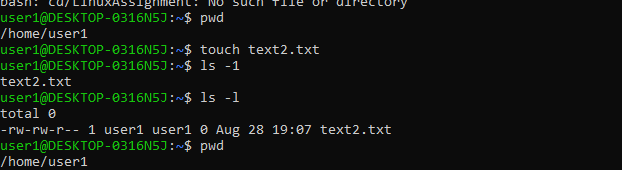 bash: cd/LinuxAssignment: No such file or directory
user1@DESKTOP-0316N5J:~$ pwd
/home/user1
user1@DESKTOP-0316N5J:~$ touch text2.txt
user1@DESKTOP-0316N5J:~$ ls -1
text2.txt
user1@DESKTOP-0316N5J:~$ ls -l
total 0
-rw-rw-r-- 1 user1 user1 0 Aug 28 19:07 text2.txt
user1@DESKTOP-0316N5J:~$ pwd
/home/user1